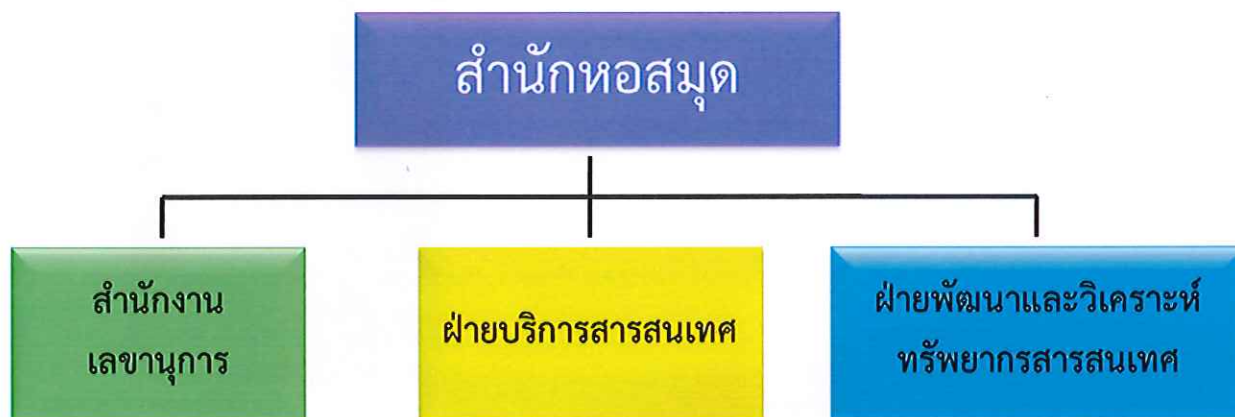 สำนักหอสมุด
สำนักงาน
เลขานุการ
ฝ่ายบริการสารสนเทศ
ฝ่ายพัฒนาและวิเคราะห์
ทรัพยากรสารสนเทศ